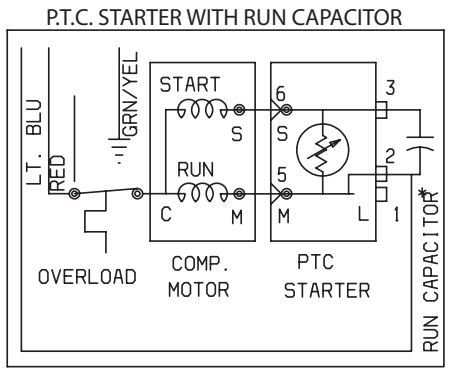 P.T.C. STARTER WITH RUN CAPACITOR
LT. BLU
RED
GRN/YEL
START
S
RUN
C
M
6
S
5
M
3
2
L
1
OVERLOAD
COMP.
MOTOR
PTC
STARTER
RUN CAPACITOR*